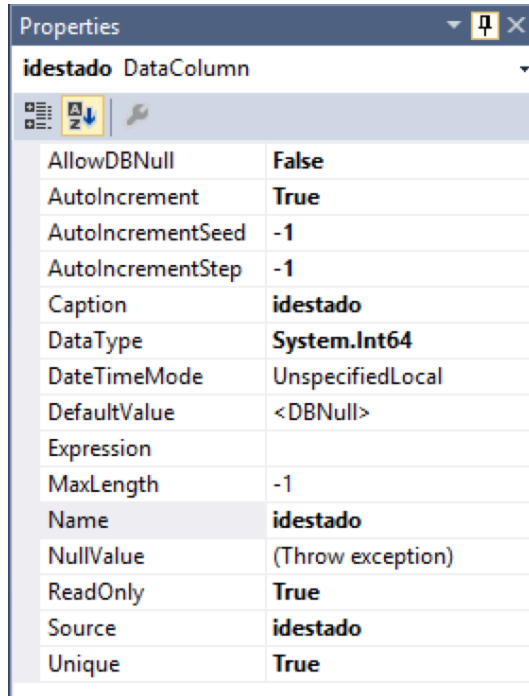 Properties
idestado DataColumn
AllowDBNull False
AutoIncrement True
AutoIncrementSeed -1
AutoIncrementStep -1
Caption idestado
DataType System.Int64
DateTimeMode UnspecifiedLocal
DefaultValue <DBNull>
Expression
MaxLength -1
Name idestado
NullValue (Throw exception)
ReadOnly True
Source idestado
Unique True